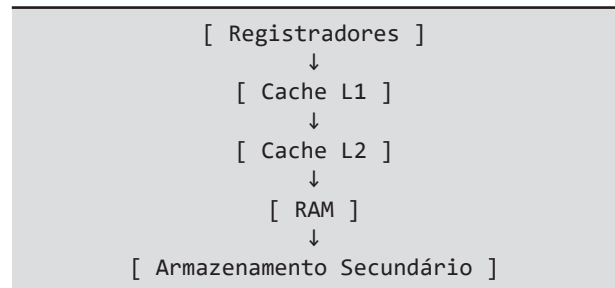 [ Registradores ]
↓
[ Cache L1 ]
↓
[ Cache L2 ]
↓
[ RAM ]
↓
[ Armazenamento Secundário ]